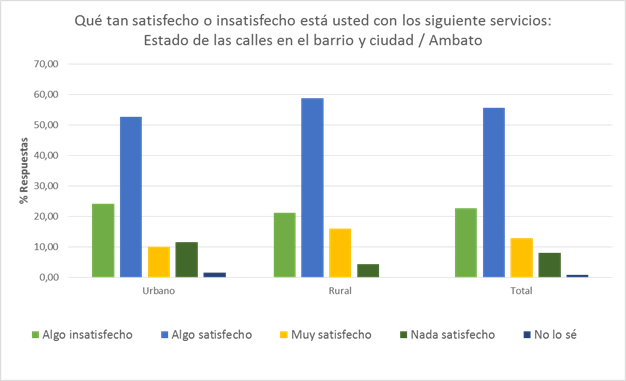 Qué tan satisfecho o insatisfecho está usted con los siguiente servicios:
Estado de las calles en el barrio y ciudad / Ambato
70,00
60,00
50,00
40,00
30,00
20,00
10,00
0,00
% Respuestas
Urbano Rural Total
Algo insatisfecho Algo satisfecho Muy satisfecho Nada satisfecho No lo sé